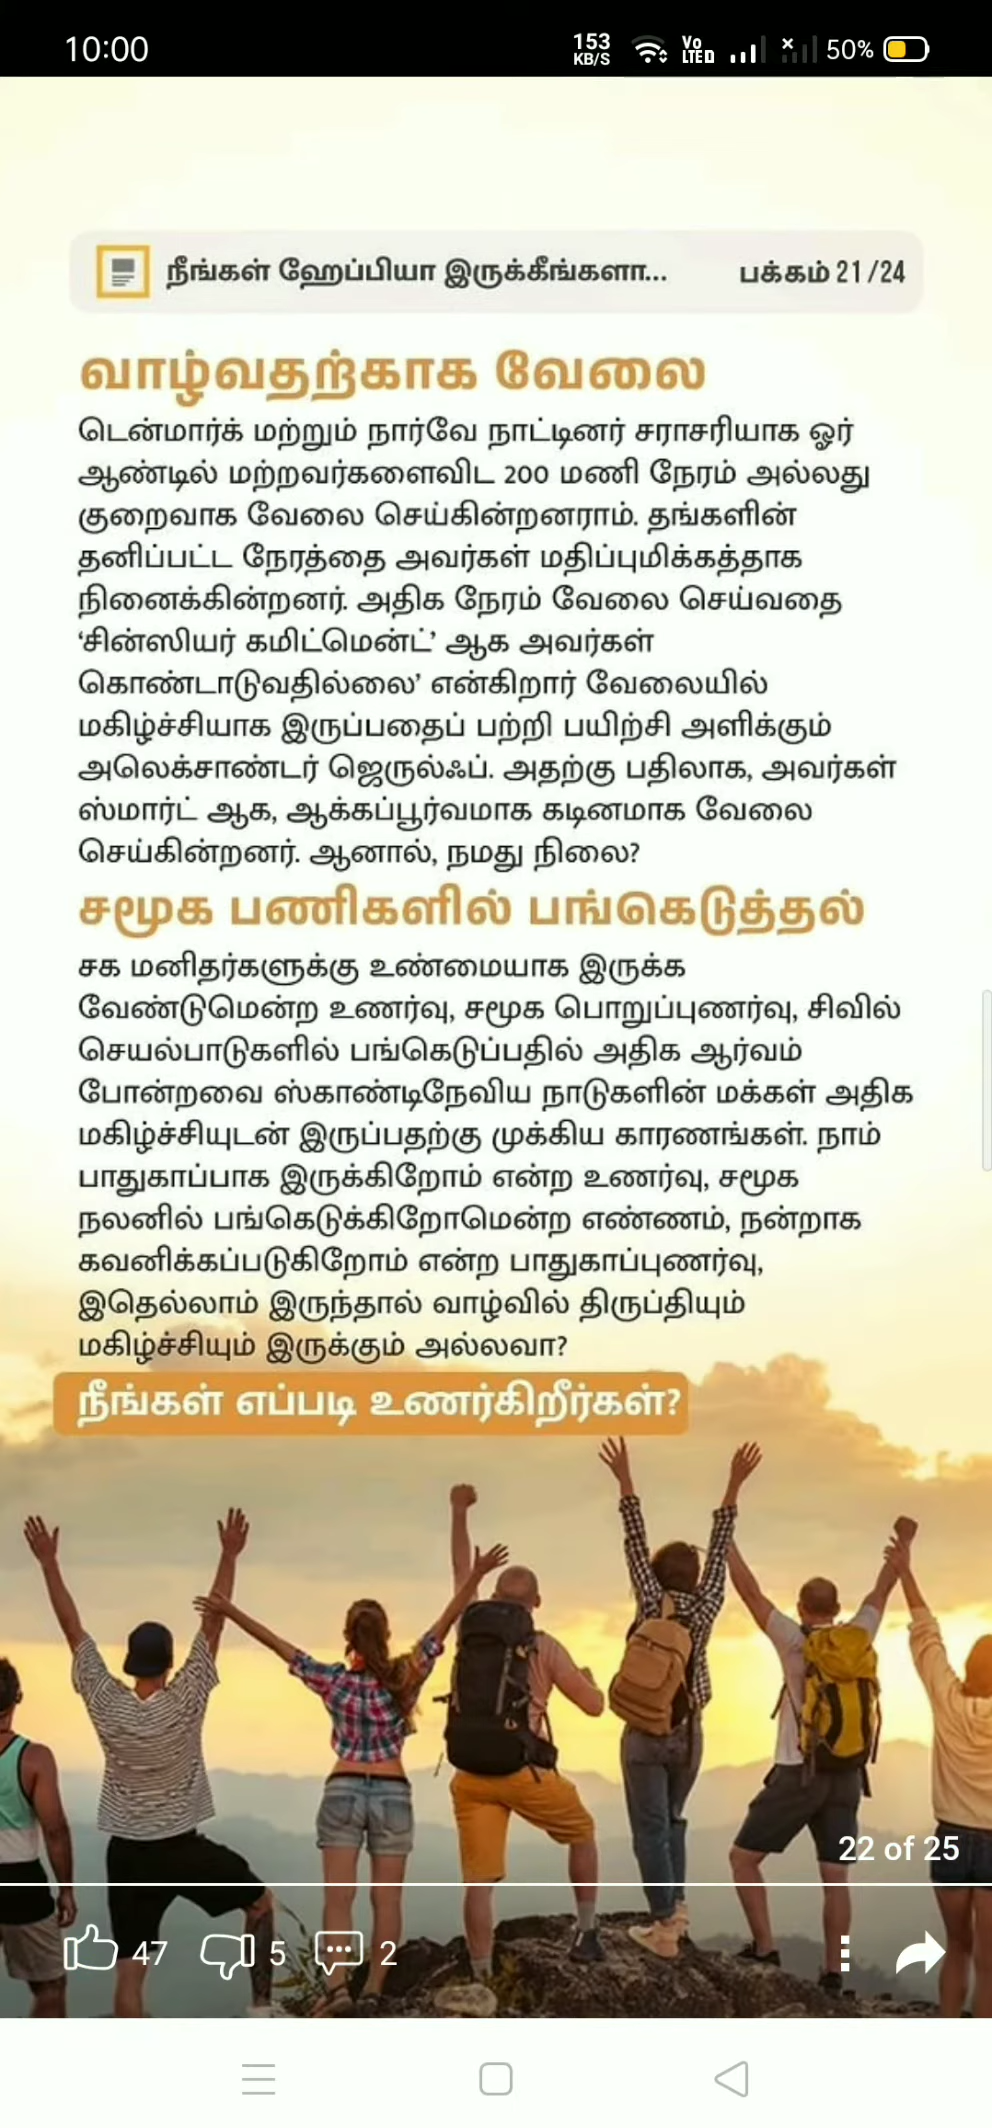 10:00
153 KB/S
Vo LTED
50%
நீங்கள் ஹேப்பியா இருக்கீங்களா...
பக்கம் 21/24
வாழ்வதற்காக வேலை
டென்மார்க் மற்றும் நார்வே நாட்டினர் சராசரியாக ஓர்
ஆண்டில் மற்றவர்களைவிட 200 மணி நேரம் அல்லது
குறைவாக வேலை செய்கின்றனராம். தங்களின்
தனிப்பட்ட நேரத்தை அவர்கள் மதிப்புமிக்கத்தாக
நினைக்கின்றனர். அதிக நேரம் வேலை செய்வதை
‘சின்ஸியர் கமிட்மென்ட்’ ஆக அவர்கள்
கொண்டாடுவதில்லை’ என்கிறார் வேலையில்
மகிழ்ச்சியாக இருப்பதைப் பற்றி பயிற்சி அளிக்கும்
அலெக்சாண்டர் ஜெருல்ஃப். அதற்கு பதிலாக, அவர்கள்
ஸ்மார்ட் ஆக, ஆக்கப்பூர்வமாக கடினமாக வேலை
செய்கின்றனர். ஆனால், நமது நிலை?
சமூக பணிகளில் பங்கெடுத்தல்
சக மனிதர்களுக்கு உண்மையாக இருக்க
வேண்டுமென்ற உணர்வு, சமூக பொறுப்புணர்வு, சிவில்
செயல்பாடுகளில் பங்கெடுப்பதில் அதிக ஆர்வம்
போன்றவை ஸ்காண்டிநேவிய நாடுகளின் மக்கள் அதிக
மகிழ்ச்சியுடன் இருப்பதற்கு முக்கிய காரணங்கள். நாம்
பாதுகாப்பாக இருக்கிறோம் என்ற உணர்வு, சமூக
நலனில் பங்கெடுக்கிறோமென்ற எண்ணம், நன்றாக
கவனிக்கப்படுகிறோம் என்ற பாதுகாப்புணர்வு,
இதெல்லாம் இருந்தால் வாழ்வில் திருப்தியும்
மகிழ்ச்சியும் இருக்கும் அல்லவா?
நீங்கள் எப்படி உணர்கிறீர்கள்?
22 of 25
47
5
2